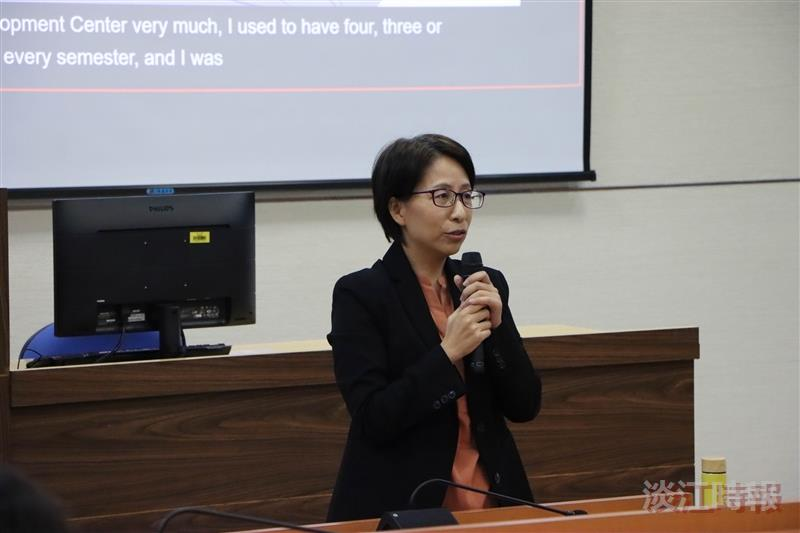 opment Center very much, I used to have four, three or
every semester, and I was
PHILIPS
淡江時報